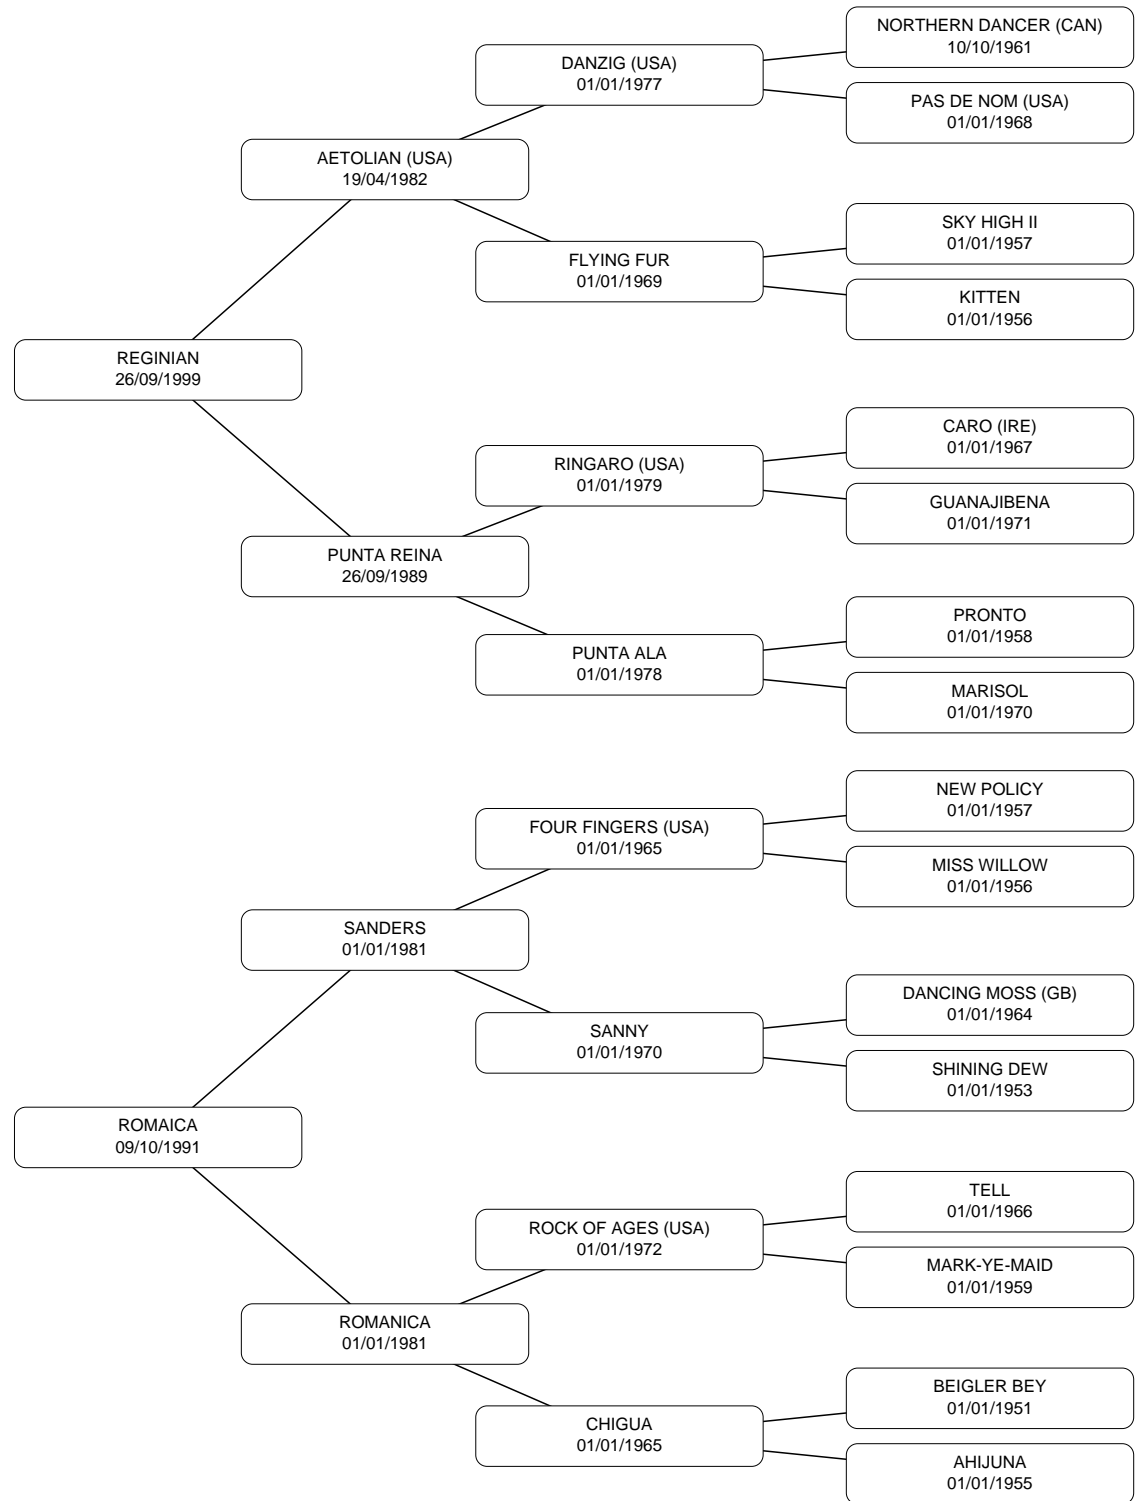 NORTHERN DANCER (CAN)
10/10/1961
DANZIG (USA)
01/01/1977
PAS DE NOM (USA)
01/01/1968
AETOLIAN (USA)
19/04/1982
SKY HIGH II
01/01/1957
FLYING FUR
01/01/1969
KITTEN
01/01/1956
REGINIAN
26/09/1999
CARO (IRE)
01/01/1967
RINGARO (USA)
01/01/1979
GUANAJIBENA
01/01/1971
PUNTA REINA
26/09/1989
PRONTO
01/01/1958
PUNTA ALA
01/01/1978
MARISOL
01/01/1970
NEW POLICY
01/01/1957
FOUR FINGERS (USA)
01/01/1965
MISS WILLOW
01/01/1956
SANDERS
01/01/1981
DANCING MOSS (GB)
01/01/1964
SANNY
01/01/1970
SHINING DEW
01/01/1953
ROMAICA
09/10/1991
TELL
01/01/1966
ROCK OF AGES (USA)
01/01/1972
MARK-YE-MAID
01/01/1959
ROMANICA
01/01/1981
BEIGLER BEY
01/01/1951
CHIGUA
01/01/1965
AHIJUNA
01/01/1955